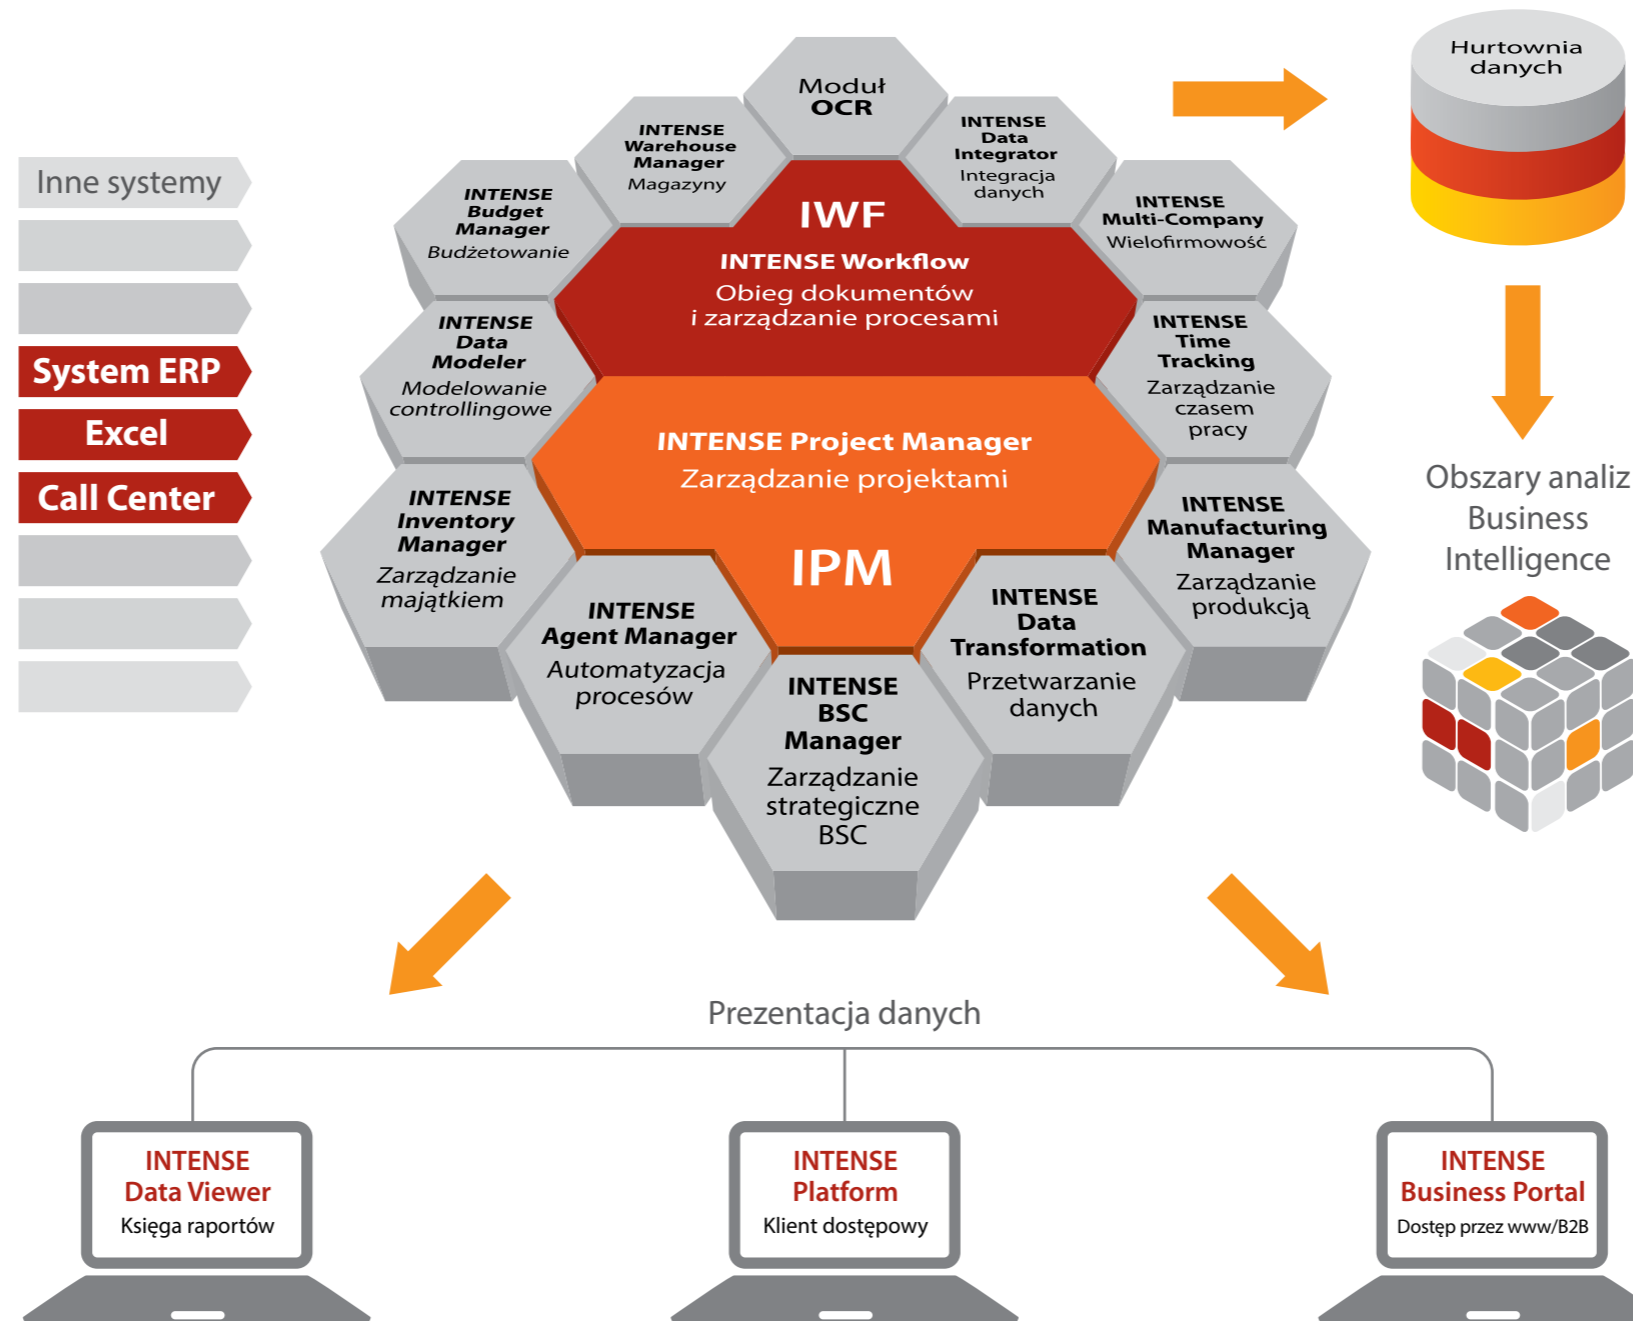 Inne systemy
System ERP
Excel
Call Center
Moduł
OCR
INTENSE
Warehouse
Manager
Magazyny
INTENSE
Data
Integrator
Integracja
danych
INTENSE
Budget
Manager
Budżetowanie
INTENSE
Multi-Company
Wielofirmowość
IWF
INTENSE Workflow
Obieg dokumentów
i zarządzanie procesami
INTENSE
Data
Modeler
Modelowanie
controllingowe
INTENSE
Time
Tracking
Zarządzanie
czasem
pracy
INTENSE Project Manager
Zarządzanie projektami
IPM
INTENSE
Inventory
Manager
Zarządzanie
majątkiem
INTENSE
Manufacturing
Manager
Zarządzanie
produkcją
INTENSE
Agent Manager
Automatyzacja
procesów
INTENSE
Data
Transformation
Przetwarzanie
danych
INTENSE
BSC
Manager
Zarządzanie
strategiczne
BSC
Hurtownia
danych
Obszary analiz
Business
Intelligence
Prezentacja danych
INTENSE
Data Viewer
Księga raportów
INTENSE
Platform
Klient dostępowy
INTENSE
Business Portal
Dostęp przez www/B2B